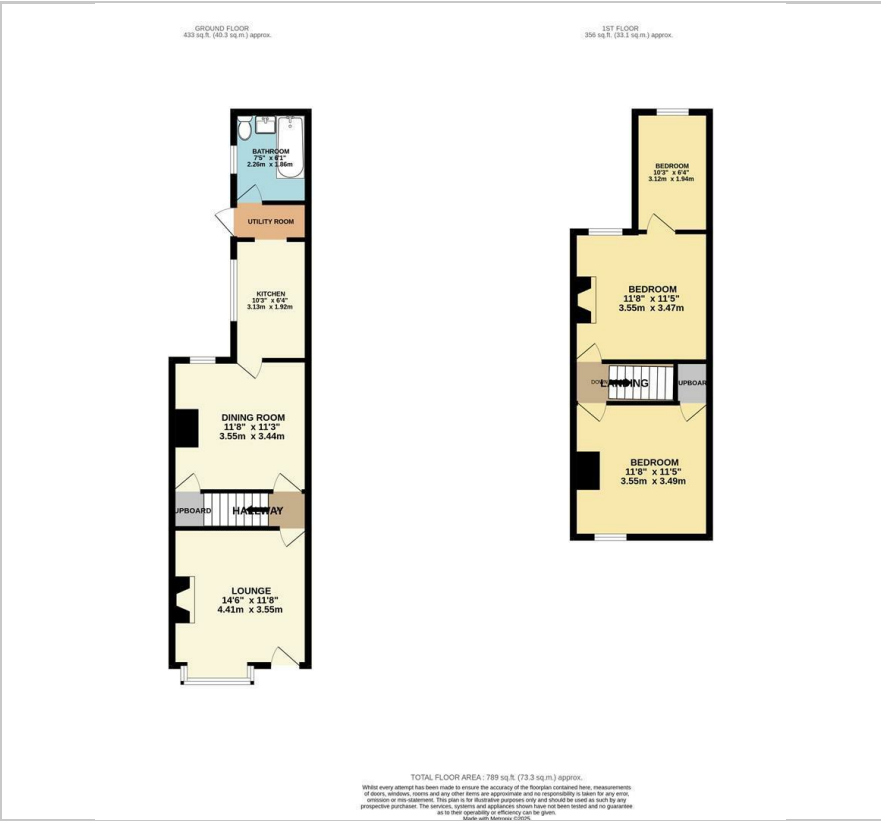 GROUND FLOOR
433 sq.ft. (40.3 sq.m.) approx.
1ST FLOOR
356 sq.ft. (33.1 sq.m.) approx.
BATHROOM
7'5" x 6'1"
2.26m x 1.86m
UTILITY ROOM
KITCHEN
10'3" x 6'4"
3.13m x 1.92m
DINING ROOM
11'8" x 11'3"
3.55m x 3.44m
UPBOARD
HALLWAY
LOUNGE
14'6" x 11'8"
4.41m x 3.55m
BEDROOM
10'3" x 6'4"
3.12m x 1.94m
BEDROOM
11'8" x 11'5"
3.55m x 3.47m
DOWN
LANDING
UPBOAR
BEDROOM
11'8" x 11'5"
3.55m x 3.49m
TOTAL FLOOR AREA : 789 sq.ft. (73.3 sq.m.) approx.
Whilst every attempt has been made to ensure the accuracy of the floorplan contained here, measurements
of doors, windows, rooms and any other items are approximate and no responsibility is taken for any error,
omission or mis-statement. This plan is for illustrative purposes only and should be used as such by any
prospective purchaser. The services, systems and appliances shown have not been tested and no guarantee
as to their operability or efficiency can be given.
Made with Metropix ©2025